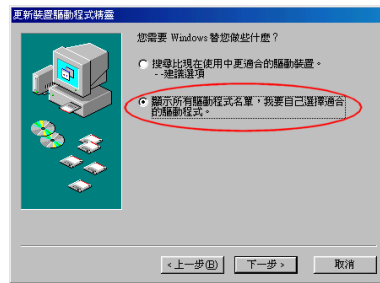 更新裝置驅動程式精靈
您需要 Windows 替您做些什麼？
搜尋比現在使用中更適合的驅動裝置。
--建議選項
顯示所有驅動程式名單，我要自己選擇適合
的驅動程式。
<上一步(B) 下一步> 取消